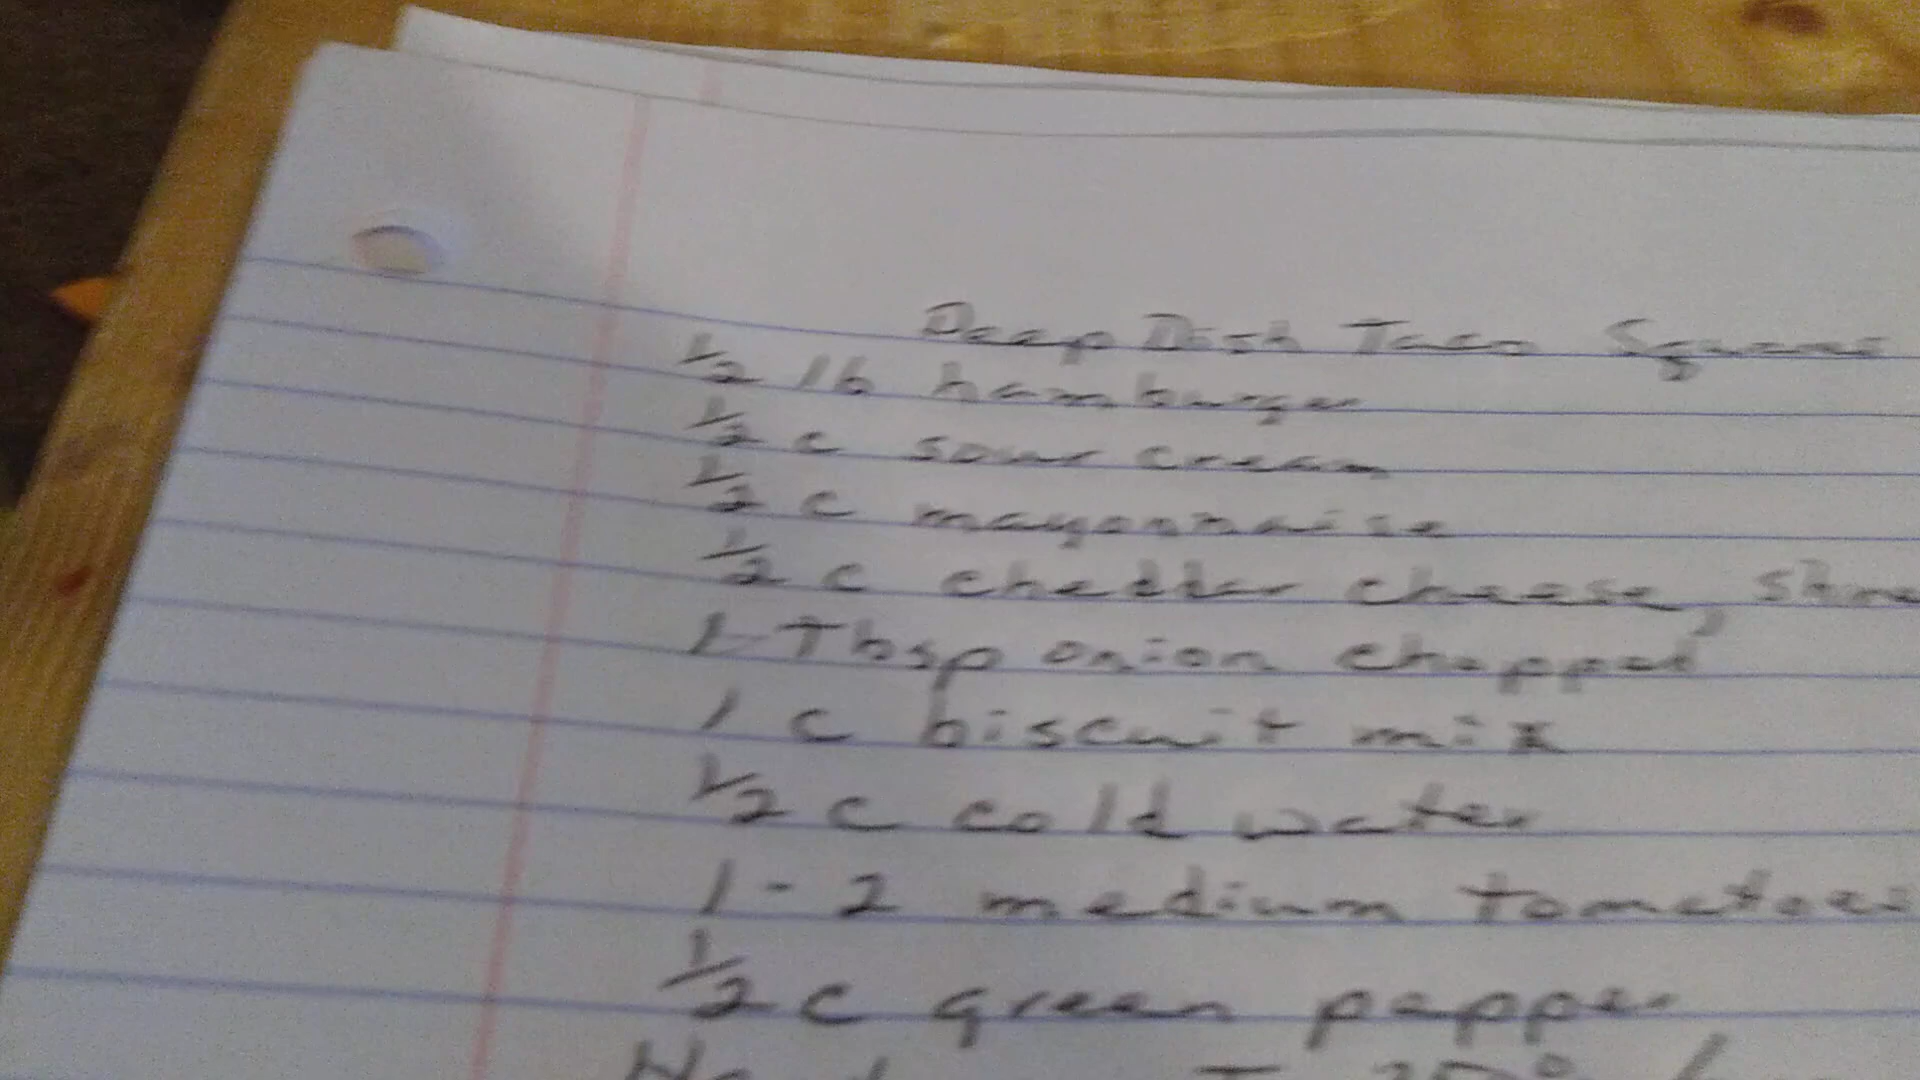 Deep Dish Taco Squares
1/2 lb hamburger
1/2 c sour cream
1/2 c mayonnaise
1/2 c cheddar cheese,
1 Tbsp onion chopped
1 c biscuit mix
1/2 c cold water
1-2 medium tomatoes
1/2 c green pepper